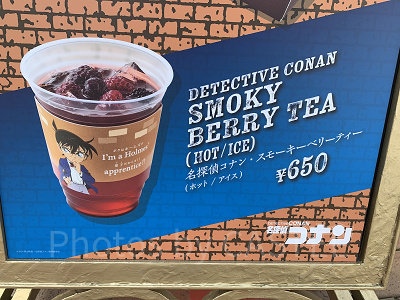 DETECTIVE CONAN
SMOKY
BERRY TEA
(HOT/ICE)
名探偵コナン・スモーキーベリーティー
(ホット / アイス)
¥650
I'm a Holmes
apprentice!!
名探偵コナン